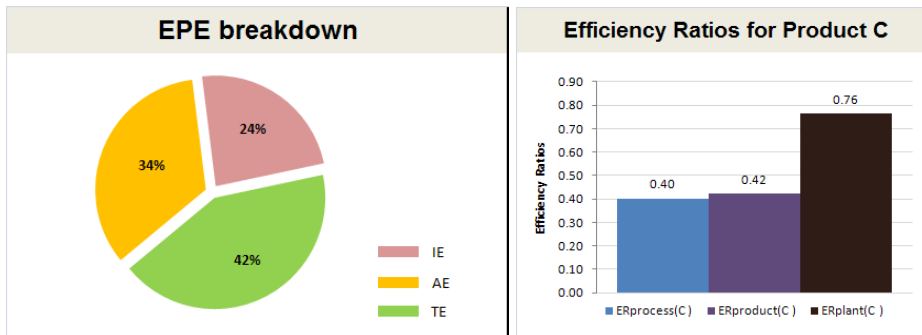 EPE breakdown
24%
34%
42%
IE
AE
TE
Efficiency Ratios for Product C
Efficiency Ratios
0.90
0.80
0.70
0.60
0.50
0.40
0.30
0.20
0.10
0.00
0.40
0.42
0.76
ERprocess(C )
ERproduct(C )
ERplant(C )